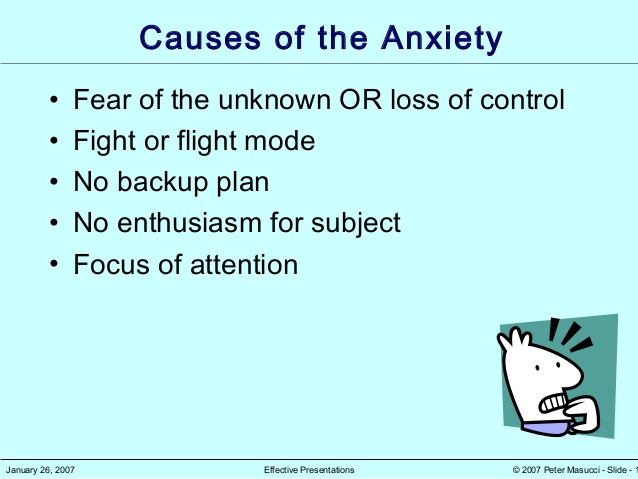 Causes of the Anxiety
• Fear of the unknown OR loss of control
• Fight or flight mode
• No backup plan
• No enthusiasm for subject
• Focus of attention
January 26, 2007 Effective Presentations © 2007 Peter Masucci - Slide - 1